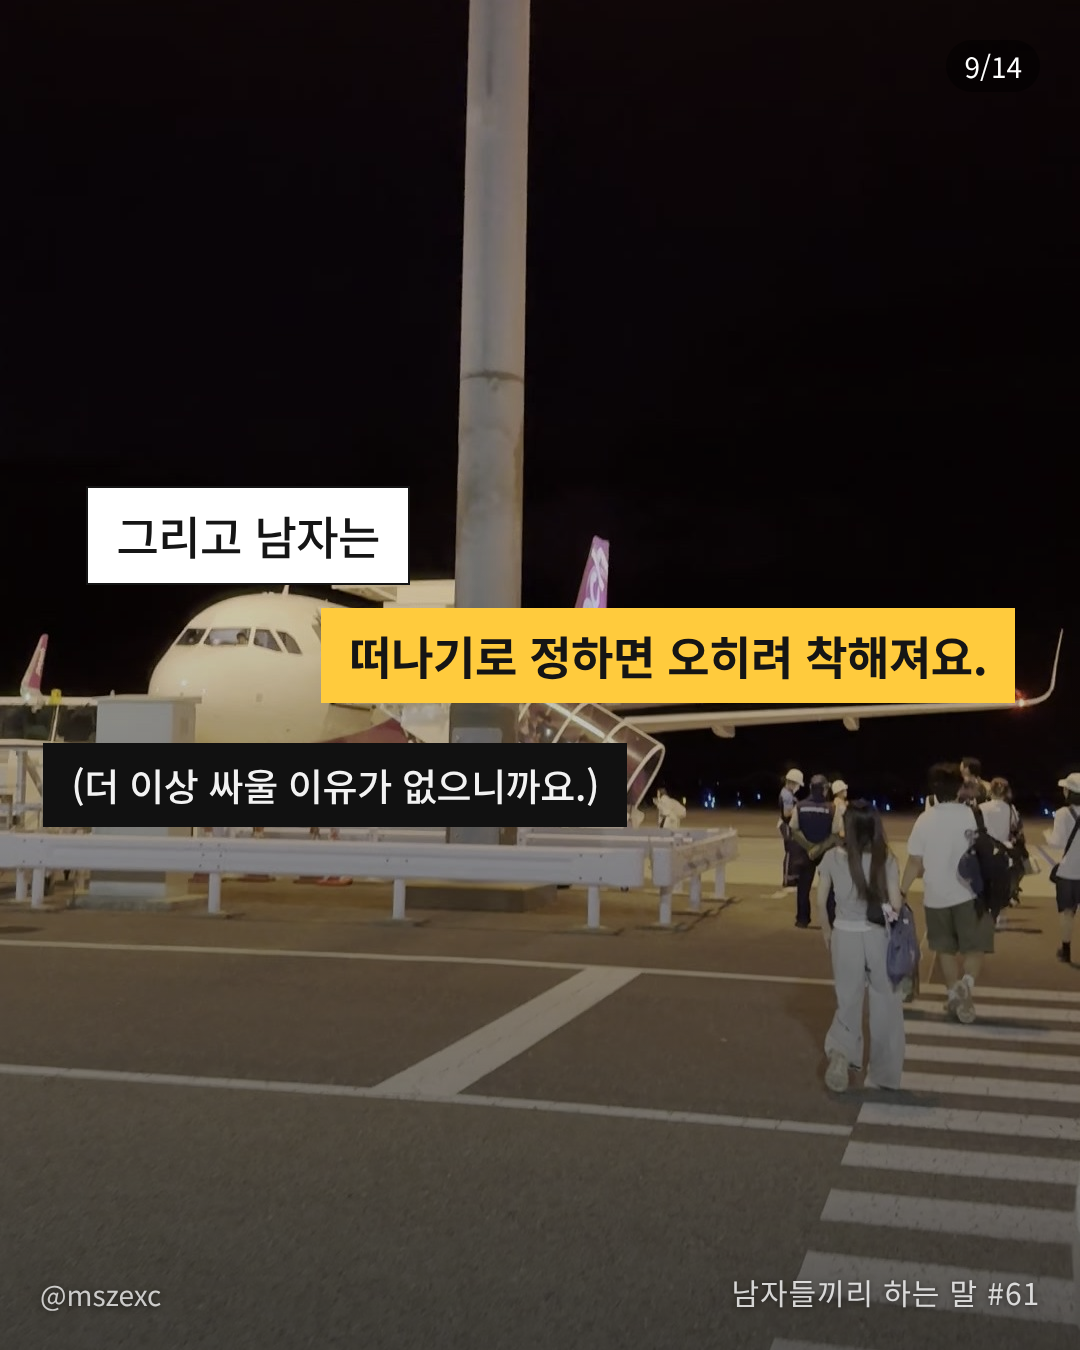 9/14
그리고 남자는
떠나기로 정하면 오히려 착해져요.
(더 이상 싸울 이유가 없으니까요.)
@mszexc
남자들끼리 하는 말 #61